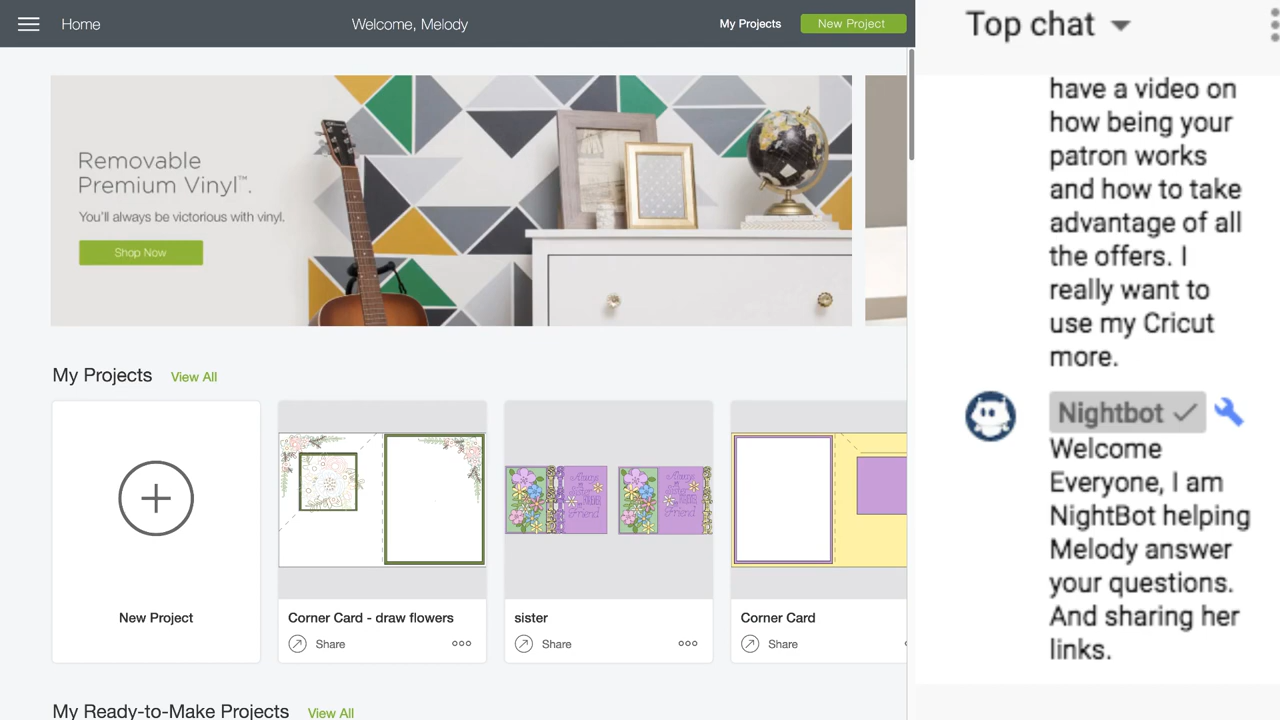 Home
Welcome, Melody
My Projects
New Project
Removable
Premium Vinyl™.
You'll always be victorious with vinyl.
Shop Now
My Projects
View All
New Project
Corner Card - draw flowers
Share
sister
Share
Corner Card
Share
My Ready-to-Make Projects
View All
Top chat
have a video on
how being your
patron works
and how to take
advantage of all
the offers. I
really want to
use my Cricut
more.
Nightbot
Welcome
Everyone, I am
NightBot helping
Melody answer
your questions.
And sharing her
links.